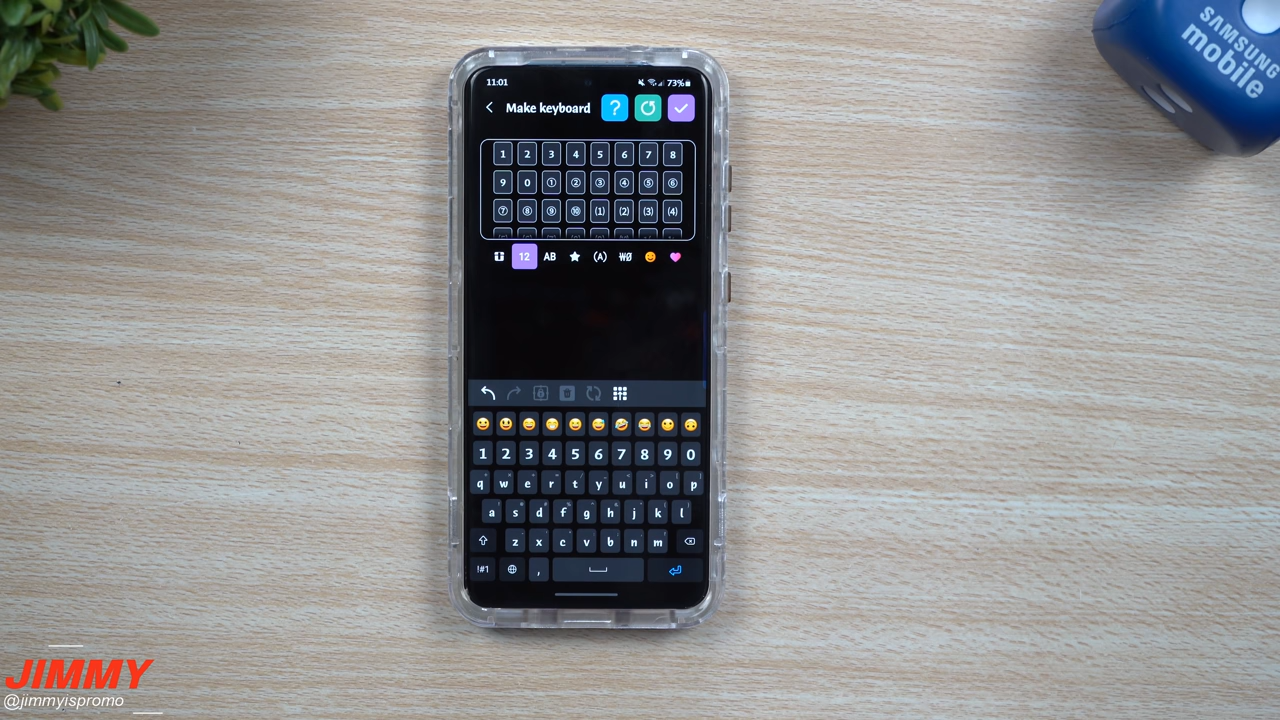 11:01 73%
Make keyboard ?
1 2 3 4 5 6 7 8
9 0 ① ② ③ ④ ⑤ ⑥
⑦ ⑧ ⑨ ⑩ (1) (2) (3) (4)
12 AB (A) ₩Ø
1 2 3 4 5 6 7 8 9 0
q w e r t y u i o p
a s d f g h j k l
z x c v b n m
!#1 ,
SAMSUNG
mobile
JIMMY
@jimmyispromo